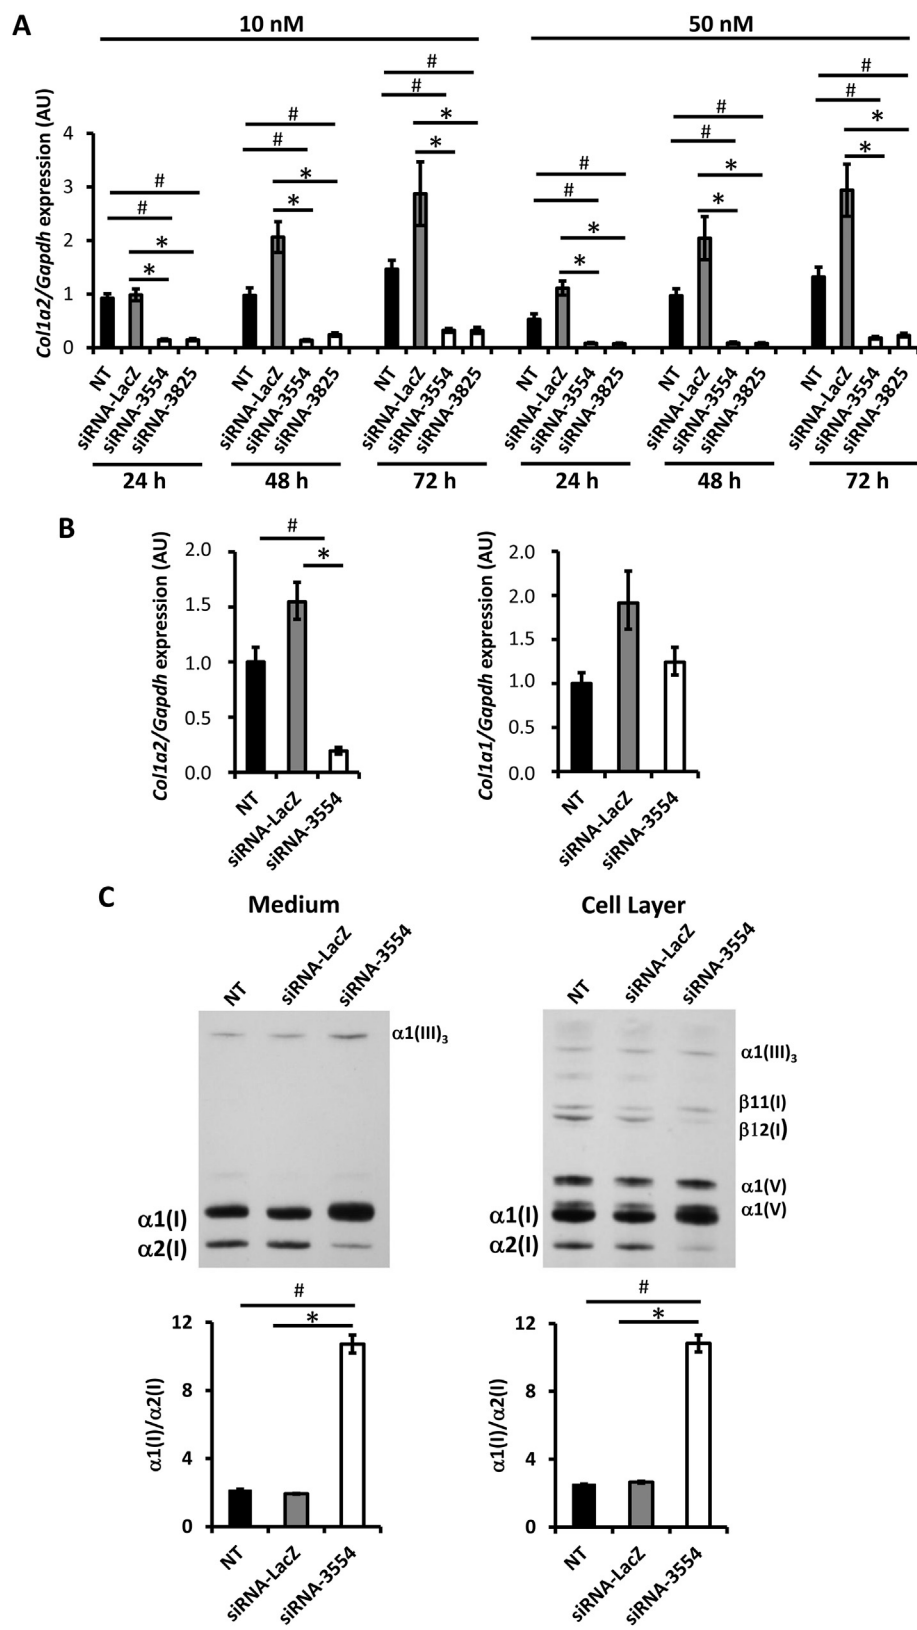 A
10 nM
50 nM
# # # # # #
# # # # # #
* * * * * *
* * * * * *
Col1a2/Gapdh expression (AU)
4
3
2
1
0
NT siRNA-LacZ siRNA-3554 siRNA-3825 NT siRNA-LacZ siRNA-3554 siRNA-3825 NT siRNA-LacZ siRNA-3554 siRNA-3825 NT siRNA-LacZ siRNA-3554 siRNA-3825 NT siRNA-LacZ siRNA-3554 siRNA-3825 NT siRNA-LacZ siRNA-3554 siRNA-3825
24 h 48 h 72 h 24 h 48 h 72 h
B
#
*
Col1a2/Gapdh expression (AU)
2.0
1.5
1.0
0.5
0.0
NT siRNA-LacZ siRNA-3554
Col1a1/Gapdh expression (AU)
2.0
2.0
1.5
1.0
0.5
0.0
NT siRNA-LacZ siRNA-3554
C
Medium
NT siRNA-LacZ siRNA-3554
α1(III)3
α1(I)
α2(I)
#
*
α1(I)/α2(I)
12
8
4
0
NT siRNA-LacZ siRNA-3554
Cell Layer
NT siRNA-LacZ siRNA-3554
α1(III)3
β11(I)
β12(I)
α1(V)
α1(V)
α1(I)
α2(I)
#
*
α1(I)/α2(I)
12
8
4
0
NT siRNA-LacZ siRNA-3554